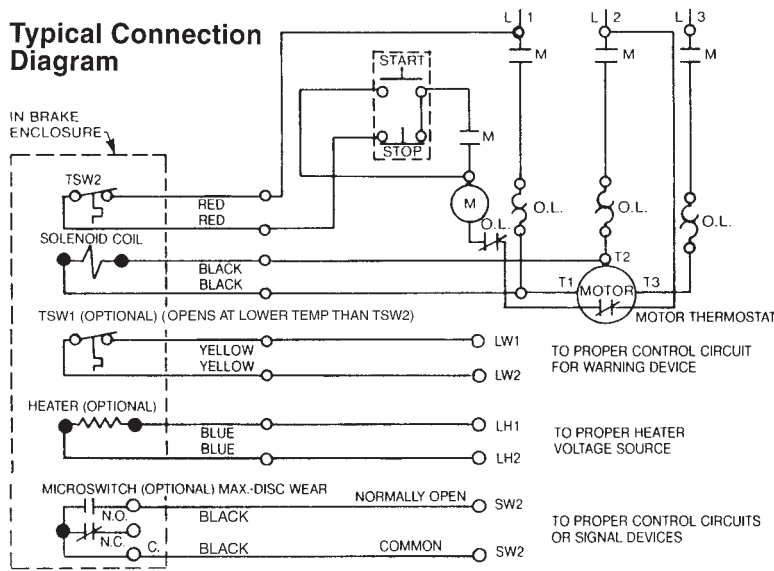 Typical Connection
Diagram
L 1
L 2
L 3
M
M
M
START
STOP
M
IN BRAKE
ENCLOSURE
TSW2
RED
RED
M
O.L.
O.L.
O.L.
O.L.
SOLENOID COIL
BLACK
BLACK
T2
T1
MOTOR
T3
MOTOR THERMOSTAT
TSW1 (OPTIONAL) (OPENS AT LOWER TEMP THAN TSW2)
YELLOW
YELLOW
LW1
LW2
TO PROPER CONTROL CIRCUIT
FOR WARNING DEVICE
HEATER (OPTIONAL)
BLUE
BLUE
LH1
LH2
TO PROPER HEATER
VOLTAGE SOURCE
MICROSWITCH (OPTIONAL) MAX.-DISC WEAR
NORMALLY OPEN
SW2
N.O.
BLACK
N.C.
C.
BLACK
COMMON
SW2
TO PROPER CONTROL CIRCUITS
OR SIGNAL DEVICES